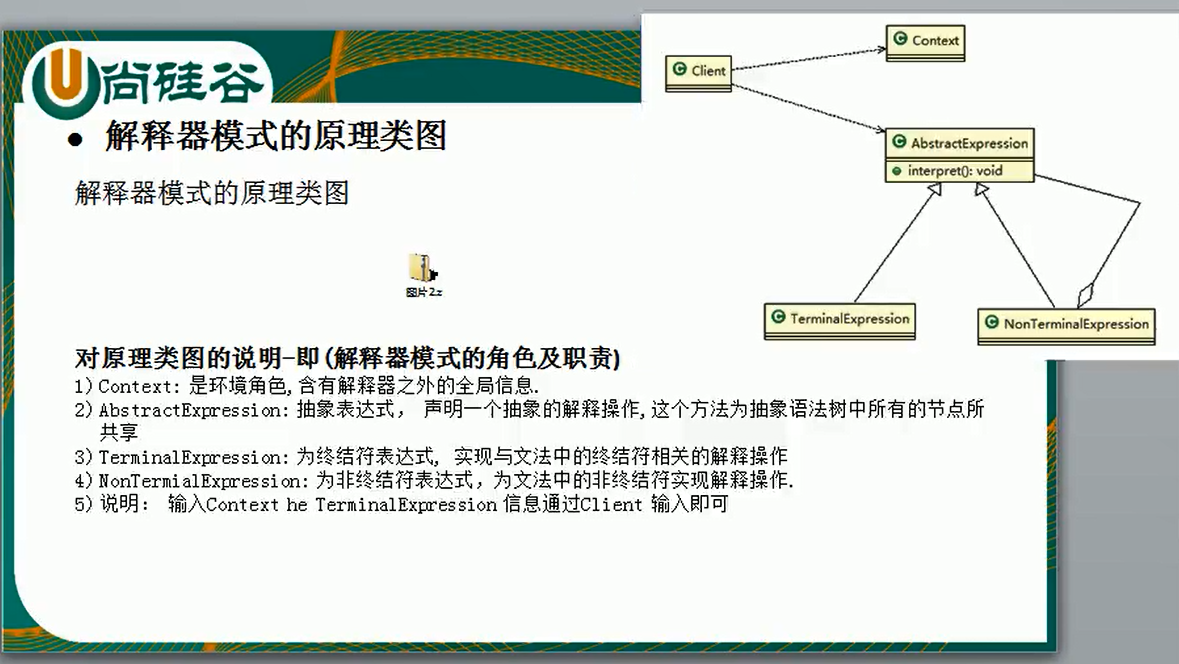 尚硅谷
● 解释器模式的原理类图
解释器模式的原理类图
图片2.z
Client
Context
AbstractExpression
interpret(): void
TerminalExpression
NonTerminalExpression
对原理类图的说明-即(解释器模式的角色及职责)
1) Context: 是环境角色,含有解释器之外的全局信息.
2) AbstractExpression: 抽象表达式， 声明一个抽象的解释操作,这个方法为抽象语法树中所有的节点所
共享
3) TerminalExpression: 为终结符表达式, 实现与文法中的终结符相关的解释操作
4) NonTermialExpression: 为非终结符表达式，为文法中的非终结符实现解释操作.
5) 说明： 输入Context he TerminalExpression 信息通过Client 输入即可